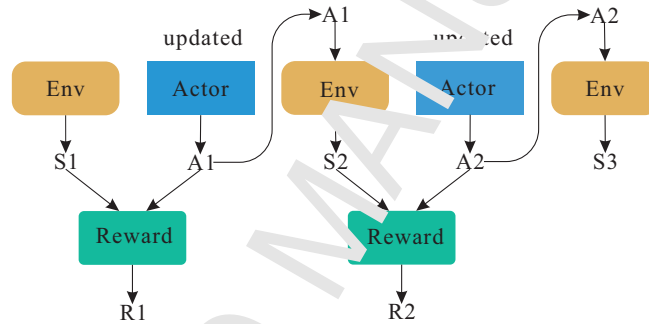 A1
A2
updated
updated
Env
Actor
Env
Actor
Env
S1
A1
S2
A2
S3
Reward
Reward
R1
R2